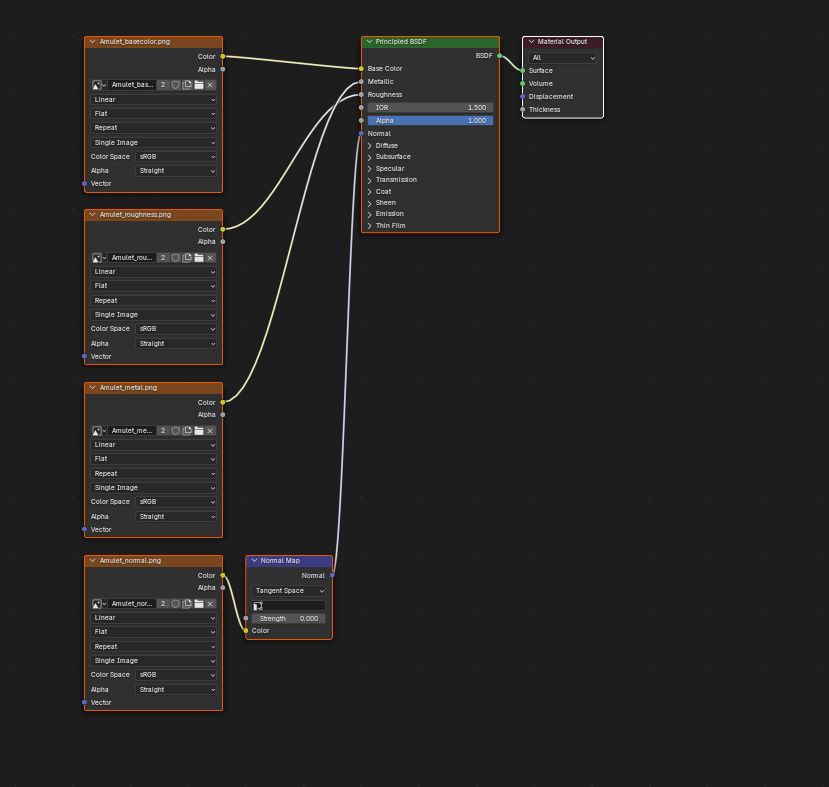 Amulet_basecolor.png
Color
Alpha
Amulet_bas... 2
Linear
Flat
Repeat
Single Image
Color Space sRGB
Alpha Straight
Vector
Amulet_roughness.png
Color
Alpha
Amulet_rou... 2
Linear
Flat
Repeat
Single Image
Color Space sRGB
Alpha Straight
Vector
Amulet_metal.png
Color
Alpha
Amulet_me... 2
Linear
Flat
Repeat
Single Image
Color Space sRGB
Alpha Straight
Vector
Amulet_normal.png
Color
Alpha
Amulet_nor... 2
Linear
Flat
Repeat
Single Image
Color Space sRGB
Alpha Straight
Vector
Normal Map
Normal
Tangent Space
Strength 0.000
Color
Principled BSDF
BSDF
Base Color
Metallic
Roughness
IOR 1.500
Alpha 1.000
Normal
Diffuse
Subsurface
Specular
Transmission
Coat
Sheen
Emission
Thin Film
Material Output
All
Surface
Volume
Displacement
Thickness